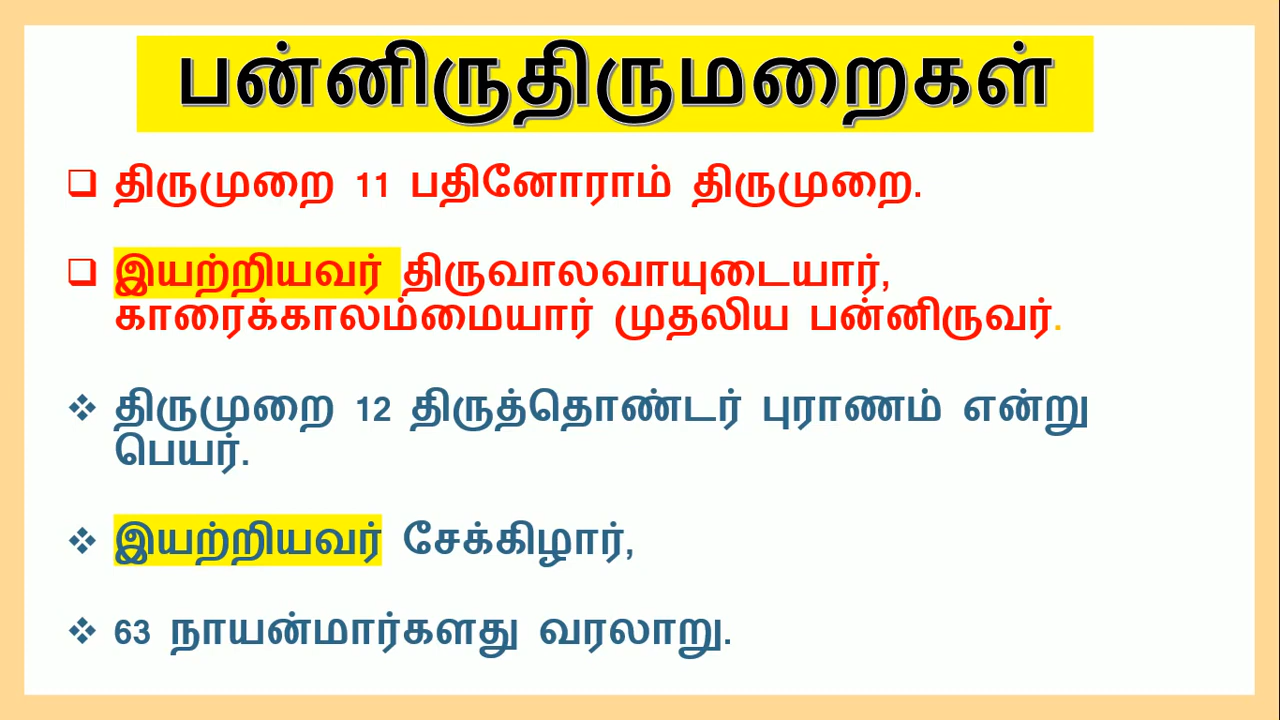 பன்னிருதிருமறைகள்
❑ திருமுறை 11 பதினோராம் திருமுறை.
❑ இயற்றியவர் திருவாலவாயுடையார்,
காரைக்காலம்மையார் முதலிய பன்னிருவர்.
❖ திருமுறை 12 திருத்தொண்டர் புராணம் என்று
பெயர்.
❖ இயற்றியவர் சேக்கிழார்,
❖ 63 நாயன்மார்களது வரலாறு.